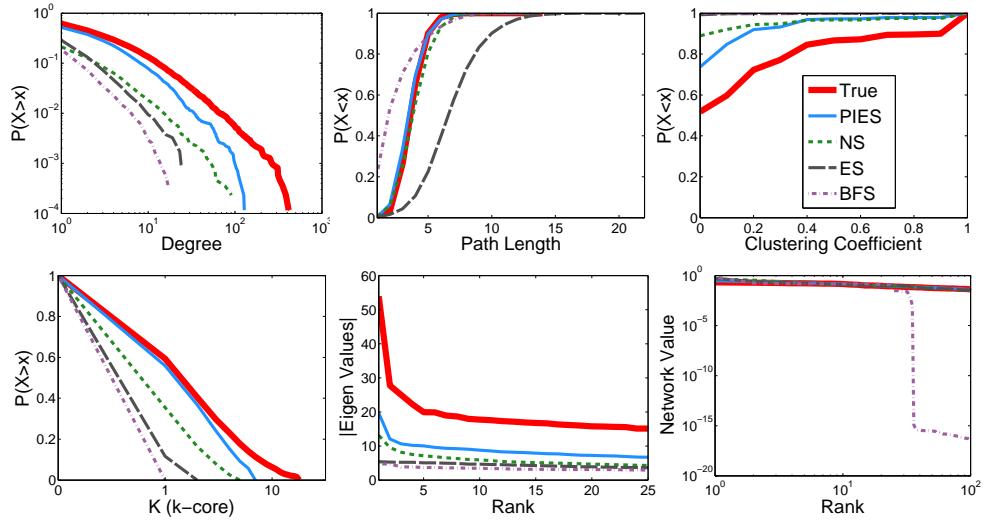 10^0
10^-1
10^-2
10^-3
10^-4
P(X>x)
10^0 10^1 10^2 10^3
Degree
1
0.8
0.6
0.4
0.2
0
P(X<x)
5 10 15 20
Path Length
1
0.8
0.6
0.4
0.2
0
P(X<x)
0 0.2 0.4 0.6 0.8 1
Clustering Coefficient
True
PIES
NS
ES
BFS
1
0.8
0.6
0.4
0.2
0
P(X>x)
0 1 10
K (k-core)
60
50
40
30
20
10
0
|Eigen Values|
5 10 15 20 25
Rank
10^0
10^-5
10^-10
10^-15
10^-20
Network Value
10^0 10^1 10^2
Rank